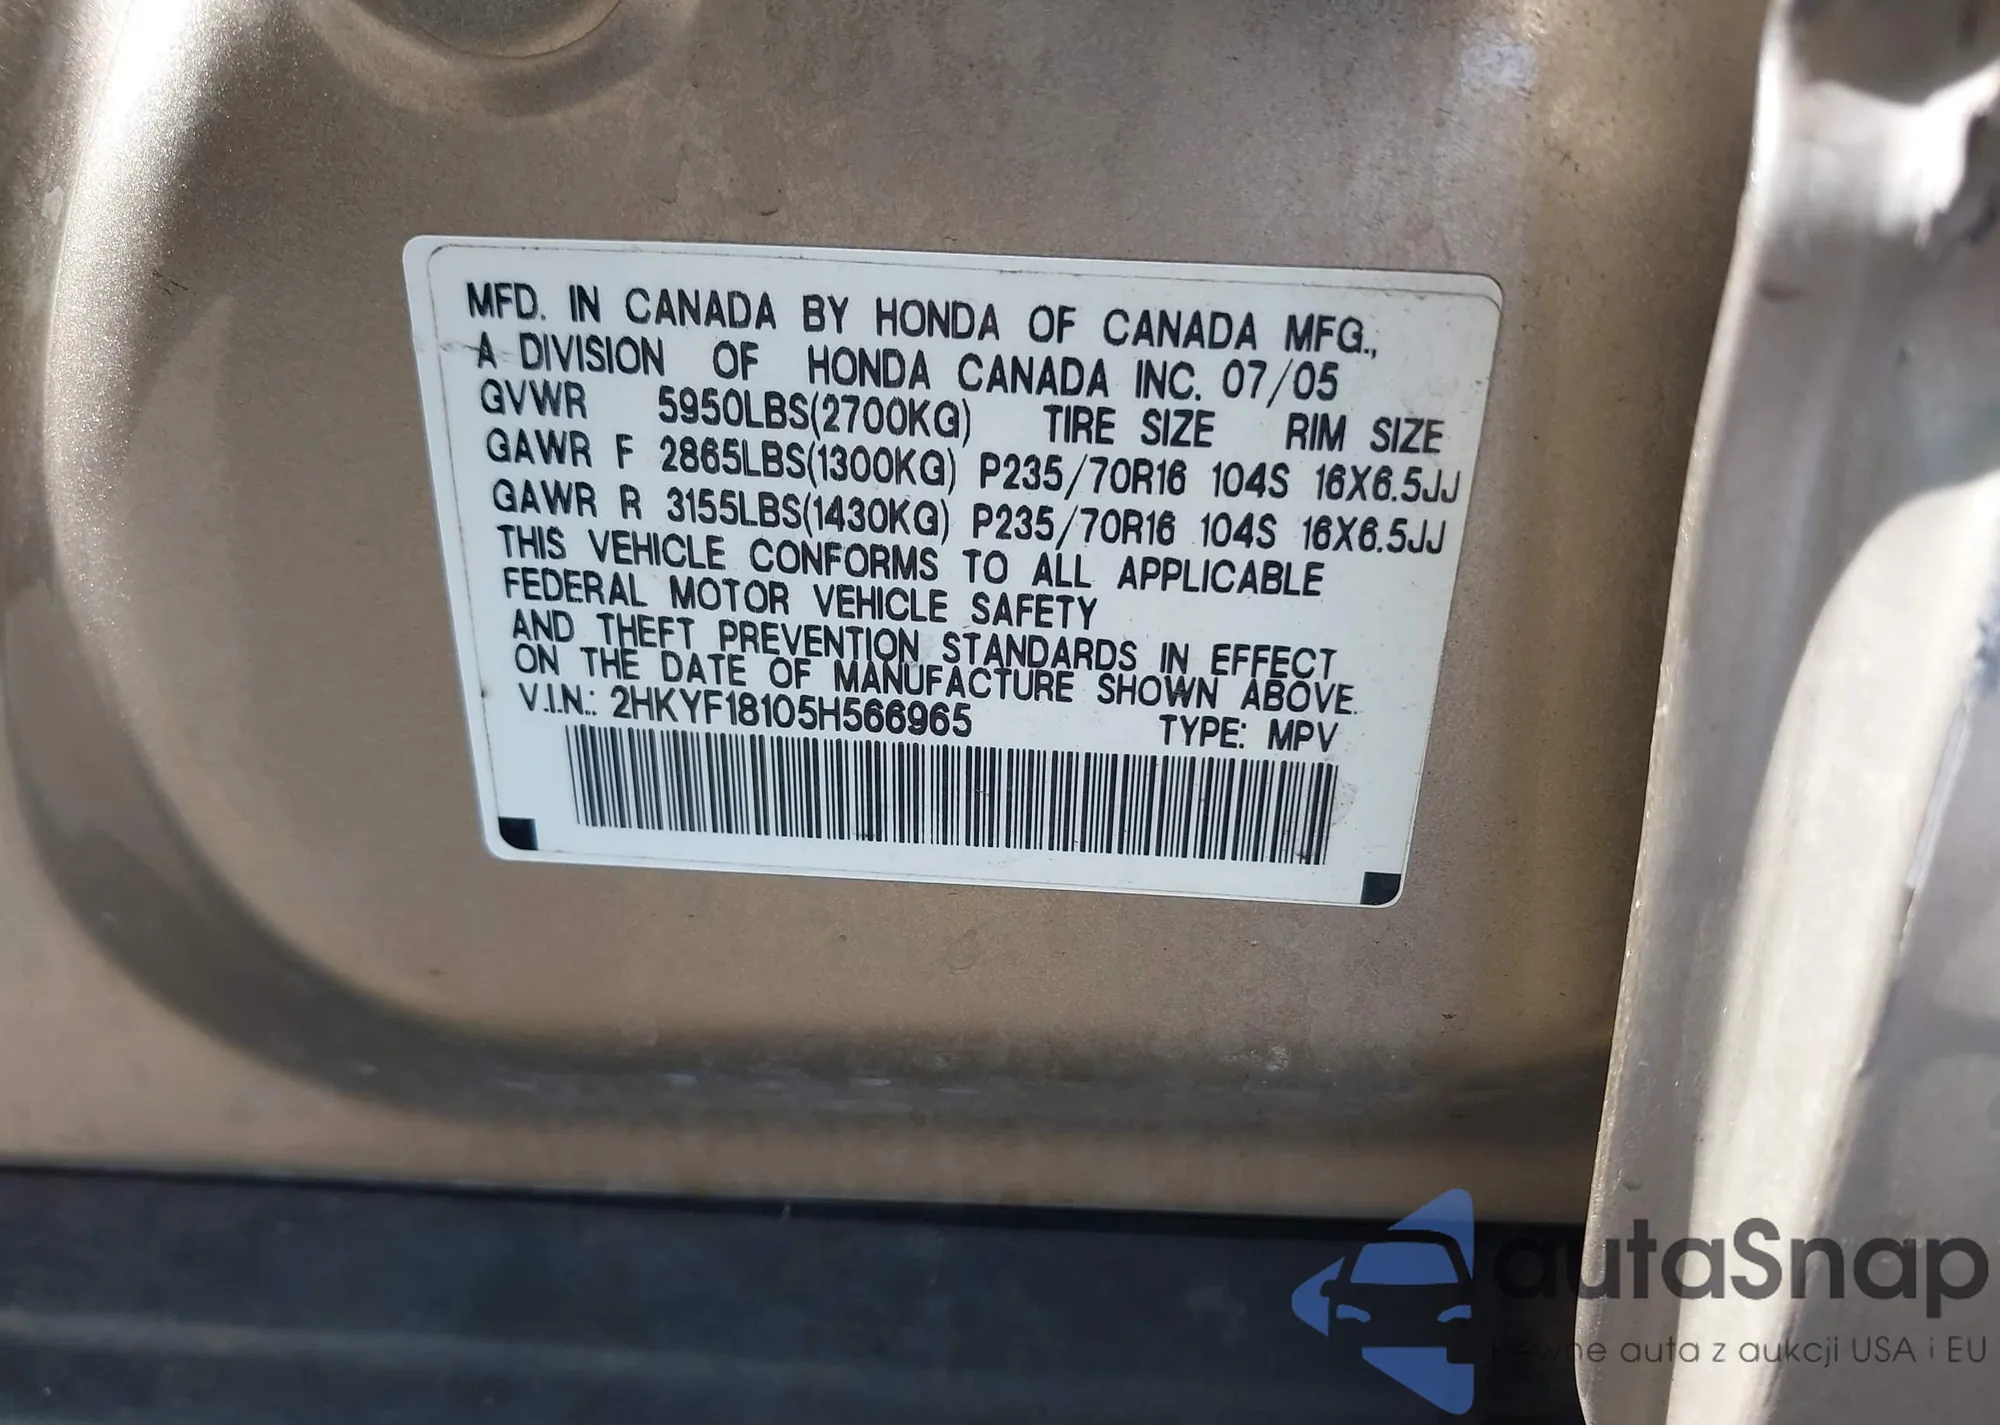 MFD. IN CANADA BY HONDA OF CANADA MFG.,
A DIVISION OF HONDA CANADA INC. 07/05
GVWR 5950LBS(2700KG) TIRE SIZE RIM SIZE
GAWR F 2865LBS(1300KG) P235/70R16 104S 16X6.5JJ
GAWR R 3155LBS(1430KG) P235/70R16 104S 16X6.5JJ
THIS VEHICLE CONFORMS TO ALL APPLICABLE
FEDERAL MOTOR VEHICLE SAFETY
AND THEFT PREVENTION STANDARDS IN EFFECT
ON THE DATE OF MANUFACTURE SHOWN ABOVE.
V.I.N.: 2HKYF18105H566965 TYPE: MPV
autaSnap
Pewne auta z aukcji USA i EU